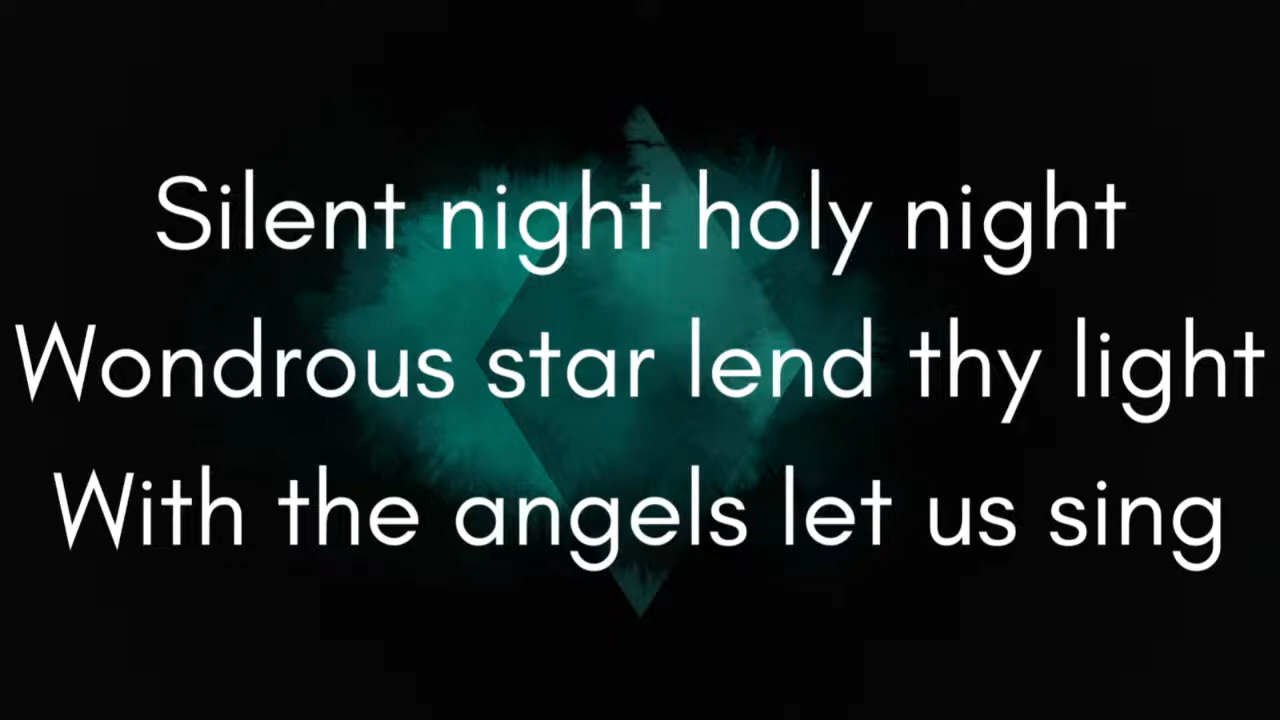 Silent night holy night
Wondrous star lend thy light
With the angels let us sing